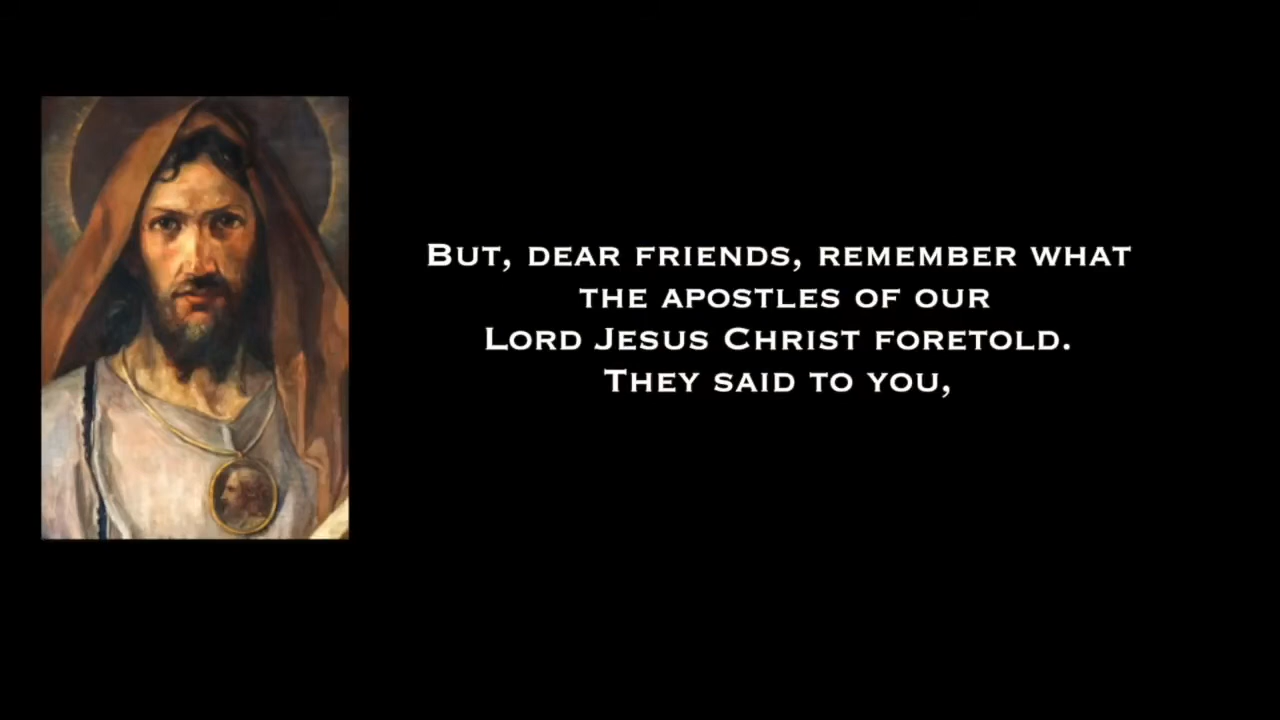 But, dear friends, remember what
the apostles of our
Lord Jesus Christ foretold.
They said to you,